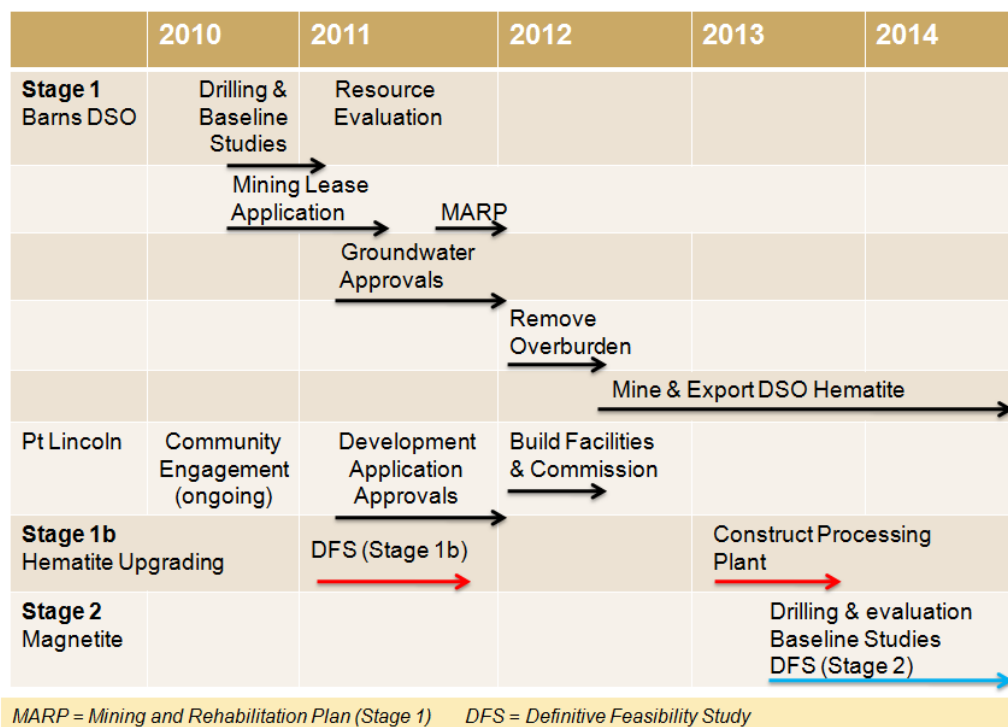 2010 2011 2012 2013 2014
Stage 1
Barns DSO
Drilling &
Baseline
Studies
Resource
Evaluation
Mining Lease
Application
MARP
Groundwater
Approvals
Remove
Overburden
Mine & Export DSO Hematite
Pt Lincoln
Community
Engagement
(ongoing)
Development
Application
Approvals
Build Facilities
& Commission
Stage 1b
Hematite Upgrading
DFS (Stage 1b)
Construct Processing
Plant
Stage 2
Magnetite
Drilling & evaluation
Baseline Studies
DFS (Stage 2)
MARP = Mining and Rehabilitation Plan (Stage 1) DFS = Definitive Feasibility Study